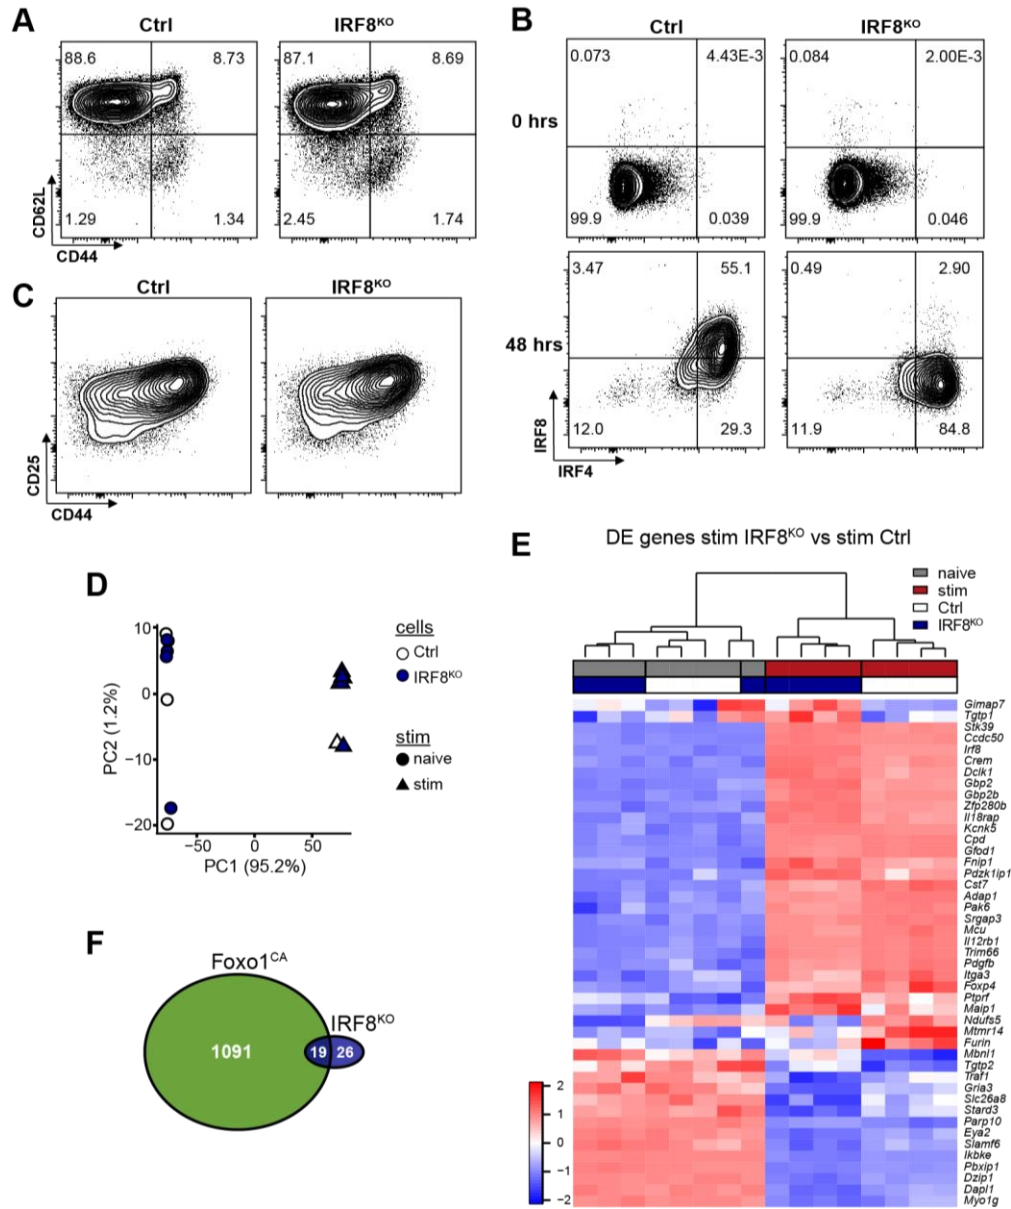 A
Ctrl
IRF8KO
88.6
8.73
87.1
8.69
1.29
1.34
2.45
1.74
CD62L
CD44
B
Ctrl
IRF8KO
0 hrs
0.073
4.43E-3
0.084
2.00E-3
99.9
0.039
99.9
0.046
48 hrs
3.47
55.1
0.49
2.90
12.0
29.3
11.9
84.8
IRF8
IRF4
C
Ctrl
IRF8KO
CD25
CD44
D
10
0
−10
−20
PC2 (1.2%)
−50
0
50
PC1 (95.2%)
cells
Ctrl
IRF8KO
stim
naive
stim
E
DE genes stim IRF8KO vs stim Ctrl
naive
stim
Ctrl
IRF8KO
Gimap7
Tgtp1
Stk39
Ccdc50
Irf8
Crem
Dclk1
Gbp2
Gbp2b
Zfp280b
Il18rap
Kcnk5
Cpd
Gfod1
Fnip1
Pdzk1ip1
Cst7
Adap1
Pak6
Srgap3
Mcu
Il12rb1
Trim66
Pdgfb
Itga3
Foxp4
Ptprf
Maip1
Ndufs5
Mtmr14
Furin
Mbnl1
Tgtp2
Traf1
Gria3
Slc26a8
Stard3
Parp10
Eya2
Slamf6
Ikbke
Pbxip1
Dzip1
Dapl1
Myo1g
2
1
0
−1
−2
F
Foxo1CA
IRF8KO
1091
19
26